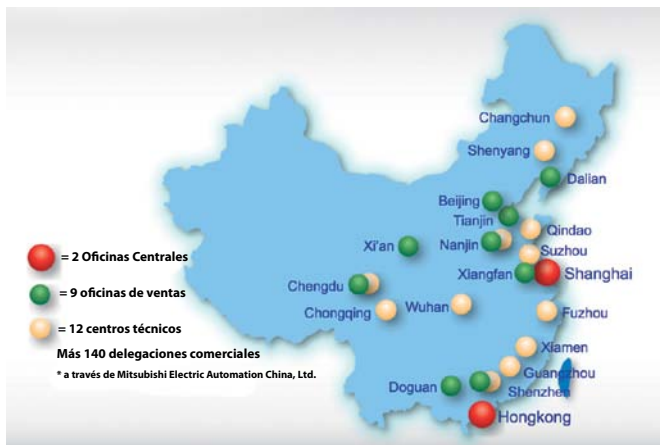 Changchun
Shenyang
Dalian
Beijing
Tianjin
Qindao
Xi'an
Nanjin
Suzhou
= 2 Oficinas Centrales
Xiangfan
Shanghai
Chengdu
= 9 oficinas de ventas
Chongqing
Wuhan
Fuzhou
= 12 centros técnicos
Xiamen
Más 140 delegaciones comerciales
* a través de Mitsubishi Electric Automation China, Ltd.
Guangzhou
Doguan
Shenzhen
Hongkong